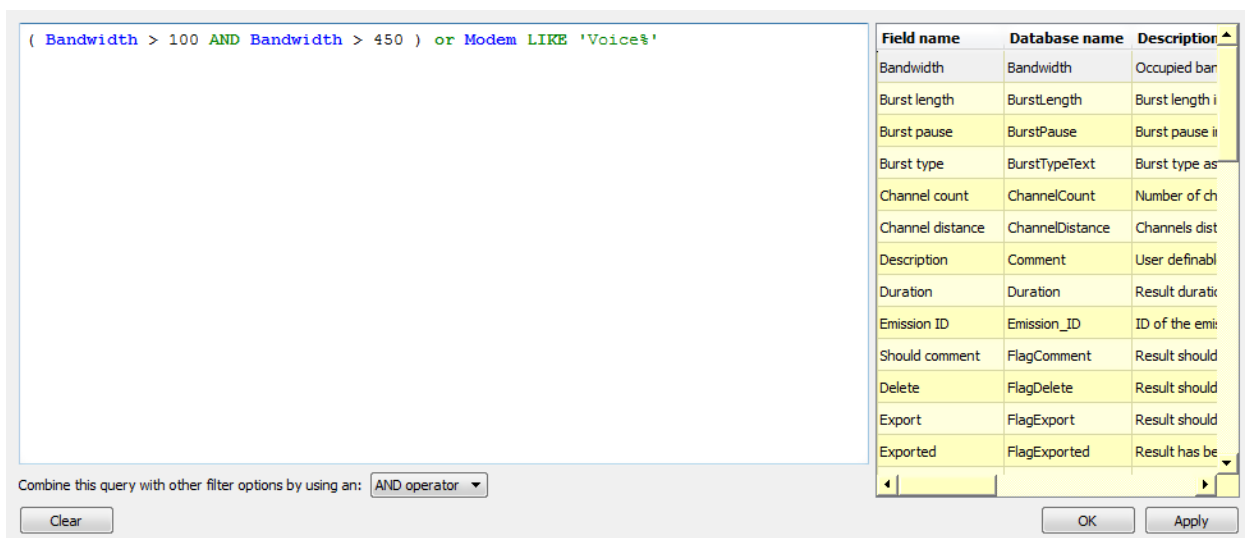 ( Bandwidth > 100 AND Bandwidth > 450 ) or Modem LIKE 'Voice%'
Field name Database name Description
Bandwidth Bandwidth Occupied ban
Burst length BurstLength Burst length i
Burst pause BurstPause Burst pause in
Burst type BurstTypeText Burst type as
Channel count ChannelCount Number of ch
Channel distance ChannelDistance Channels dist
Description Comment User definabl
Duration Duration Result duratio
Emission ID Emission_ID ID of the emis
Should comment FlagComment Result should
Delete FlagDelete Result should
Export FlagExport Result should
Exported FlagExported Result has be
Combine this query with other filter options by using an: AND operator
Clear OK Apply